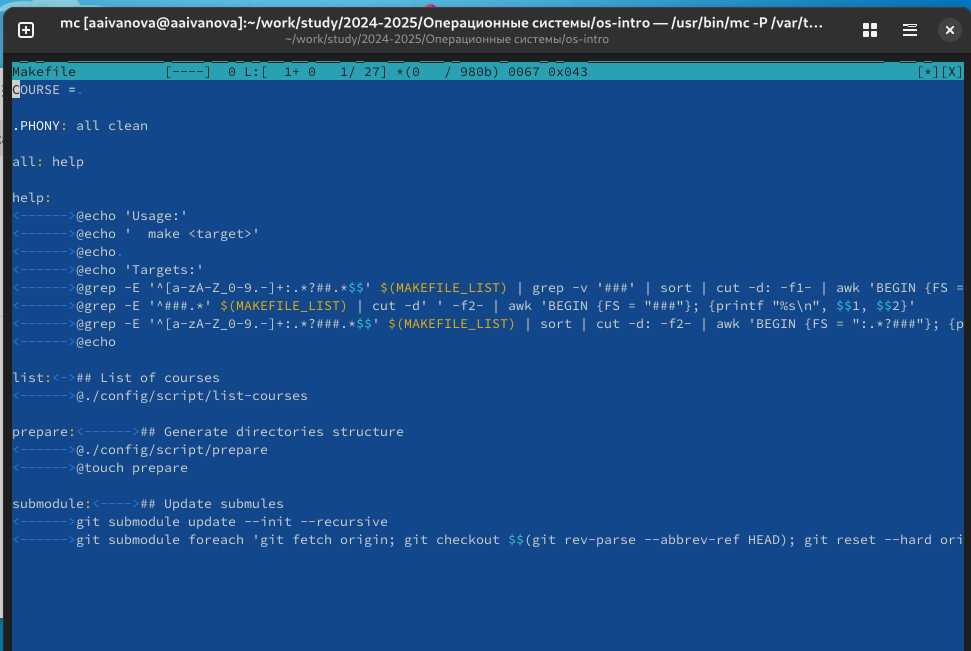 mc [aaivanova@aaivanova]:~/work/study/2024-2025/Операционные системы/os-intro — /usr/bin/mc -P /var/t…
~/work/study/2024-2025/Операционные системы/os-intro
Makefile [----] 0 L:[ 1+ 0 1/ 27] *(0 / 980b) 0067 0x043 [*][X]
COURSE =.
.PHONY: all clean
all: help
help:
<------>@echo 'Usage:'
<------>@echo '  make <target>'
<------>@echo.
<------>@echo 'Targets:'
<------>@grep -E '^[a-zA-Z_0-9.-]+:.*?##.*$$' $(MAKEFILE_LIST) | grep -v '###' | sort | cut -d: -f1- | awk 'BEGIN {FS =
<------>@grep -E '^###.*' $(MAKEFILE_LIST) | cut -d' ' -f2- | awk 'BEGIN {FS = "###"}; {printf "%s\n", $$1, $$2}'
<------>@grep -E '^[a-zA-Z_0-9.-]+:.*?###.*$$' $(MAKEFILE_LIST) | sort | cut -d: -f2- | awk 'BEGIN {FS = ":.*?###"}; {p
<------>@echo
list:<->## List of courses
<------>@./config/script/list-courses
prepare:<------>## Generate directories structure
<------>@./config/script/prepare
<------>@touch prepare
submodule:<---->## Update submules
<------>git submodule update --init --recursive
<------>git submodule foreach 'git fetch origin; git checkout $$(git rev-parse --abbrev-ref HEAD); git reset --hard ori